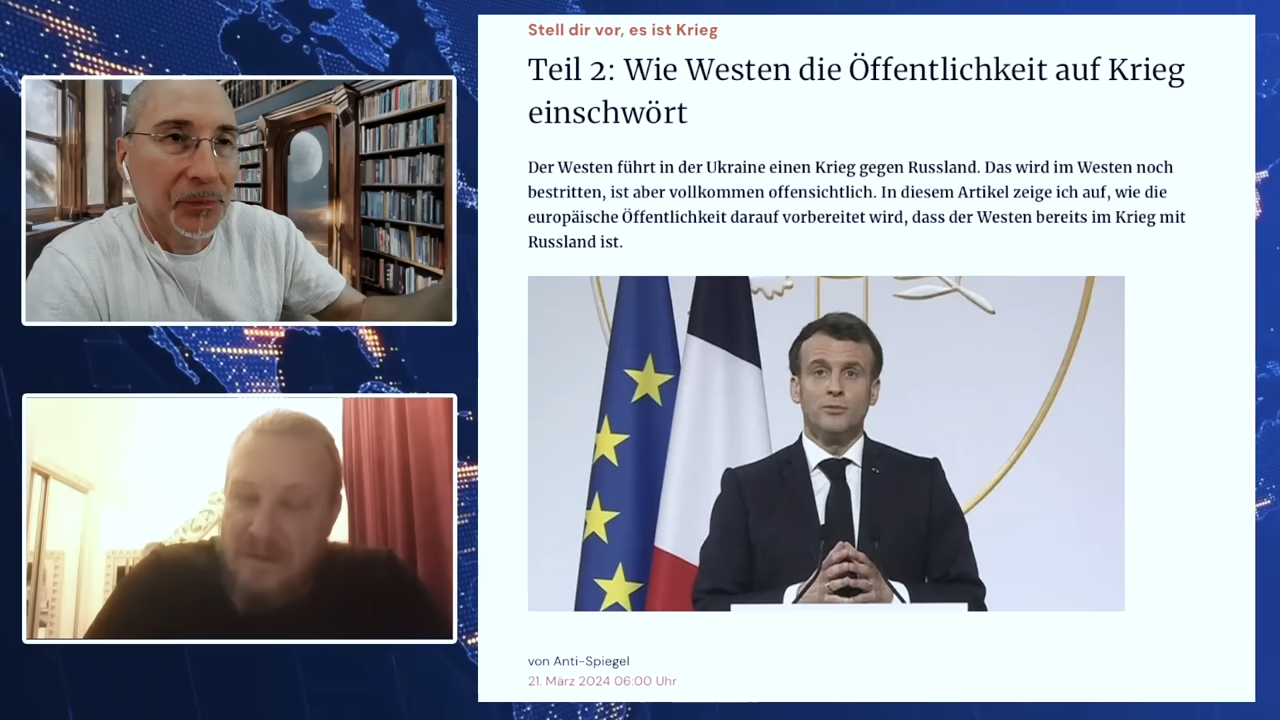 Stell dir vor, es ist Krieg
Teil 2: Wie Westen die Öffentlichkeit auf Krieg
einschwört
Der Westen führt in der Ukraine einen Krieg gegen Russland. Das wird im Westen noch
bestritten, ist aber vollkommen offensichtlich. In diesem Artikel zeige ich auf, wie die
europäische Öffentlichkeit darauf vorbereitet wird, dass der Westen bereits im Krieg mit
Russland ist.
von Anti-Spiegel
21. März 2024 06:00 Uhr